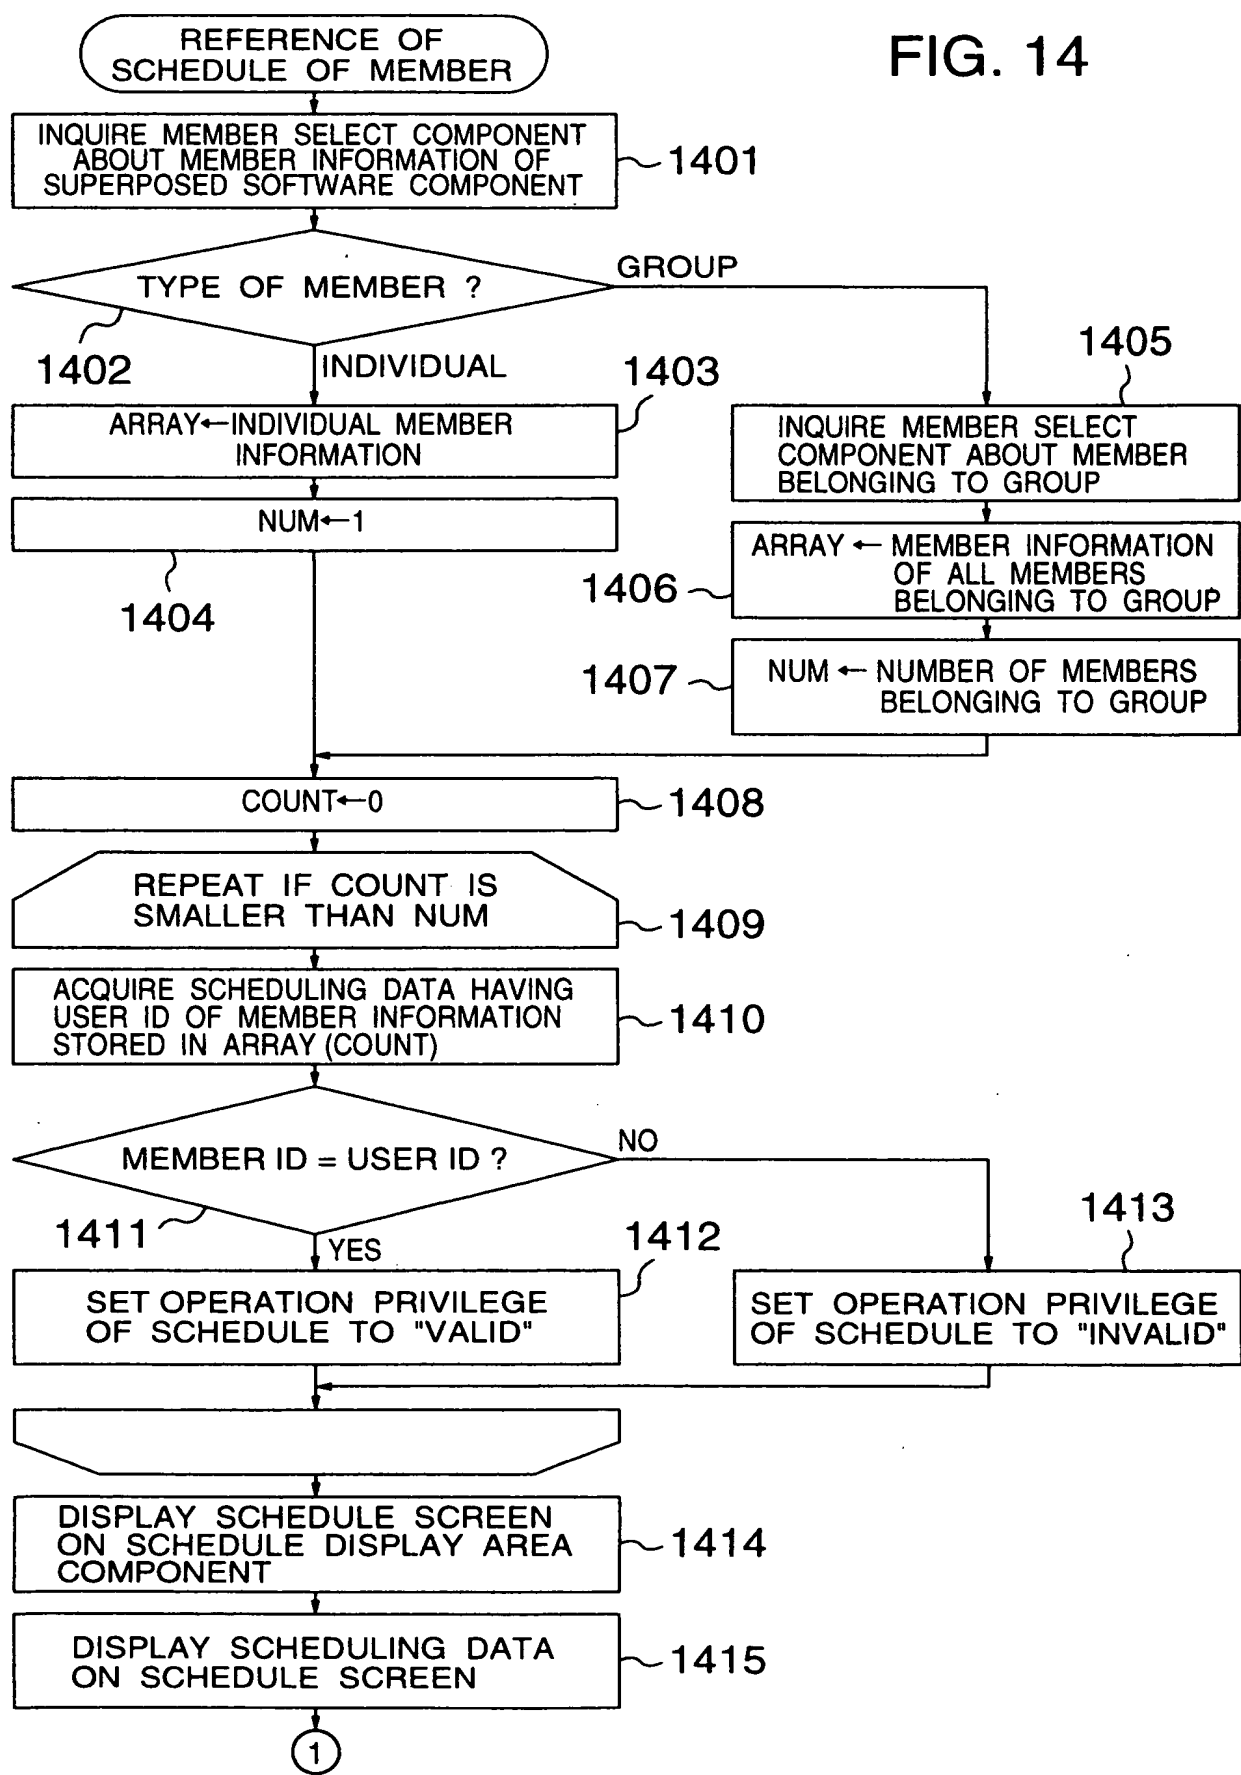 REFERENCE OF
SCHEDULE OF MEMBER
FIG. 14
INQUIRE MEMBER SELECT COMPONENT
ABOUT MEMBER INFORMATION OF
SUPERPOSED SOFTWARE COMPONENT
1401
TYPE OF MEMBER ?
GROUP
1402
INDIVIDUAL
1403
1405
ARRAY←INDIVIDUAL MEMBER
INFORMATION
INQUIRE MEMBER SELECT
COMPONENT ABOUT MEMBER
BELONGING TO GROUP
NUM←1
1404
ARRAY ← MEMBER INFORMATION
OF ALL MEMBERS
BELONGING TO GROUP
1406
NUM ← NUMBER OF MEMBERS
BELONGING TO GROUP
1407
COUNT←0
1408
REPEAT IF COUNT IS
SMALLER THAN NUM
1409
ACQUIRE SCHEDULING DATA HAVING
USER ID OF MEMBER INFORMATION
STORED IN ARRAY (COUNT)
1410
MEMBER ID = USER ID ?
NO
1411
YES
1412
1413
SET OPERATION PRIVILEGE
OF SCHEDULE TO "VALID"
SET OPERATION PRIVILEGE
OF SCHEDULE TO "INVALID"
DISPLAY SCHEDULE SCREEN
ON SCHEDULE DISPLAY AREA
COMPONENT
1414
DISPLAY SCHEDULING DATA
ON SCHEDULE SCREEN
1415
1